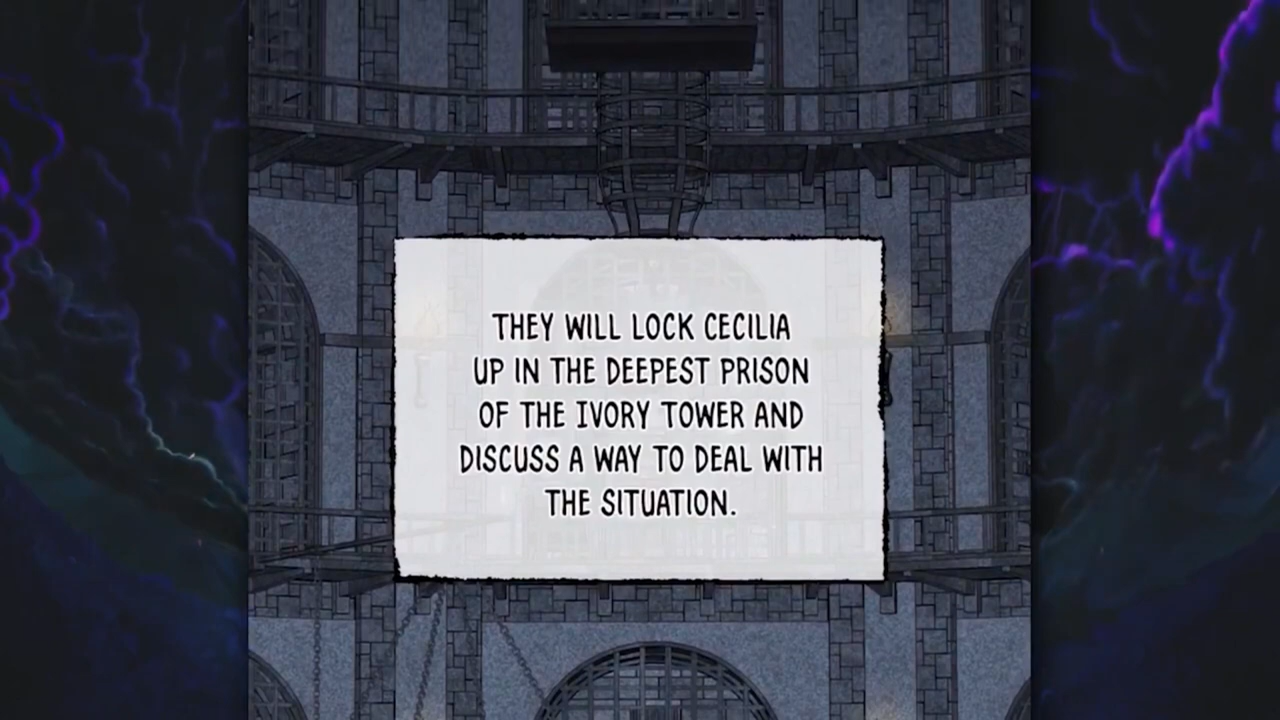 THEY WILL LOCK CECILIA
UP IN THE DEEPEST PRISON
OF THE IVORY TOWER AND
DISCUSS A WAY TO DEAL WITH
THE SITUATION.